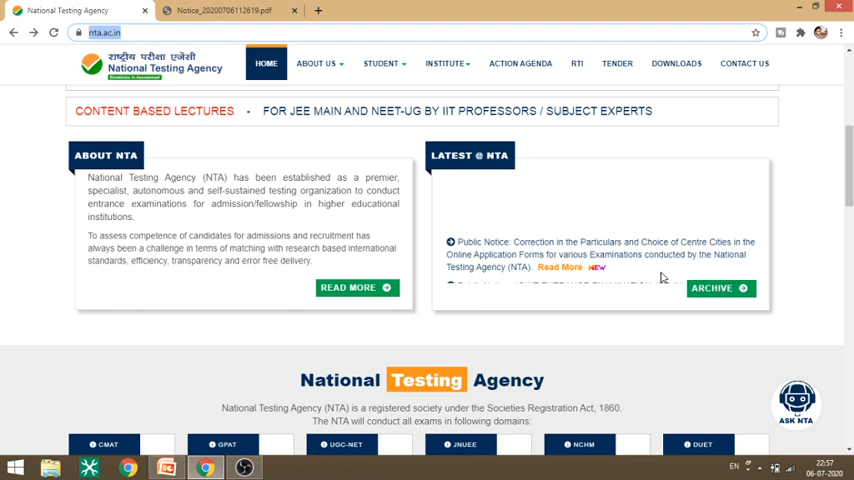 National Testing Agency
Notice_20200706112619.pdf
nta.ac.in
राष्ट्रीय परीक्षा एजेंसी
National Testing Agency
Excellence in Assessment
HOME
ABOUT US
STUDENT
INSTITUTE
ACTION AGENDA
RTI
TENDER
DOWNLOADS
CONTACT US
CONTENT BASED LECTURES - FOR JEE MAIN AND NEET-UG BY IIT PROFESSORS / SUBJECT EXPERTS
ABOUT NTA
National Testing Agency (NTA) has been established as a premier,
specialist, autonomous and self-sustained testing organization to conduct
entrance examinations for admission/fellowship in higher educational
institutions.
To assess competence of candidates for admissions and recruitment has
always been a challenge in terms of matching with research based international
standards, efficiency, transparency and error free delivery.
READ MORE
LATEST @ NTA
Public Notice: Correction in the Particulars and Choice of Centre Cities in the
Online Application Forms for various Examinations conducted by the National
Testing Agency (NTA). Read More NEW
ARCHIVE
National Testing Agency
National Testing Agency (NTA) is a registered society under the Societies Registration Act, 1860.
The NTA will conduct all exams in following domains:
ASK NTA
CMAT
GPAT
UGC-NET
JNUEE
NCHM
DUET
EN
22:57
06-07-2020